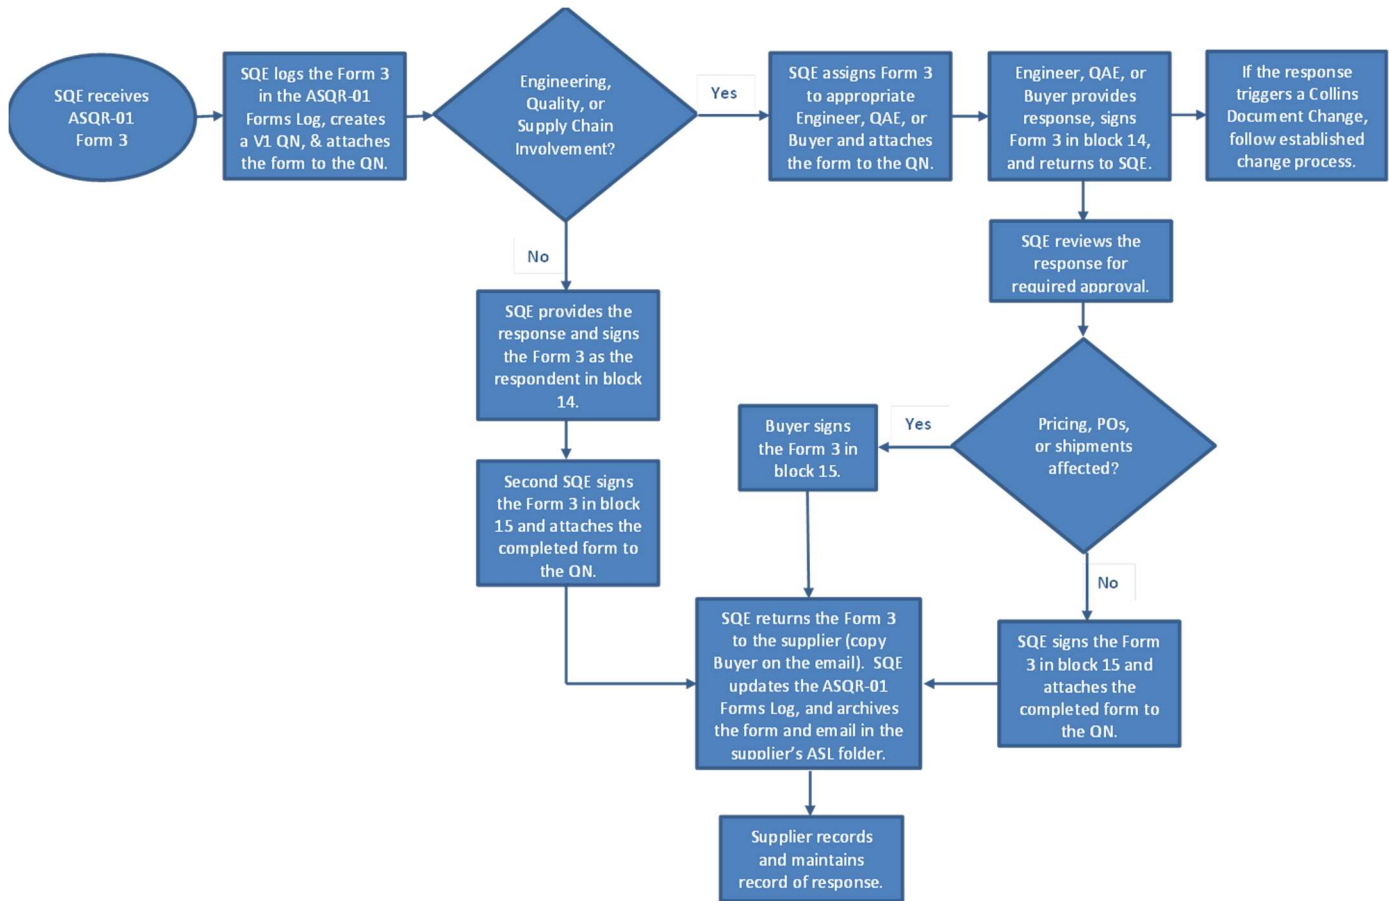 SQE receives
ASQR-01
Form 3
SQE logs the Form 3
in the ASQR-01
Forms Log, creates
a V1 QN, & attaches
the form to the QN.
Engineering,
Quality, or
Supply Chain
Involvement?
Yes
SQE assigns Form 3
to appropriate
Engineer, QAE, or
Buyer and attaches
the form to the QN.
Engineer, QAE, or
Buyer provides
response, signs
Form 3 in block 14,
and returns to SQE.
If the response
triggers a Collins
Document Change,
follow established
change process.
No
SQE provides the
response and signs
the Form 3 as the
respondent in block
14.
Second SQE signs
the Form 3 in block
15 and attaches the
completed form to
the QN.
SQE reviews the
response for
required approval.
Pricing, POs,
or shipments
affected?
Yes
Buyer signs
the Form 3 in
block 15.
No
SQE signs the Form
3 in block 15 and
attaches the
completed form to
the QN.
SQE returns the Form 3
to the supplier (copy
Buyer on the email).  SQE
updates the ASQR-01
Forms Log, and archives
the form and email in the
supplier's ASL folder.
Supplier records
and maintains
record of response.